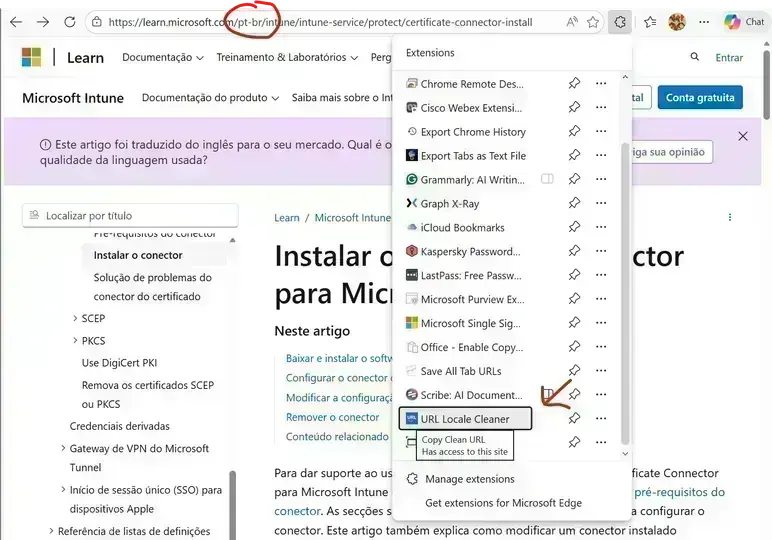 https://learn.microsoft.com/pt-br/intune/intune-service/protect/certificate-connector-install
Chat
Learn
Documentação
Treinamento & Laboratórios
Entrar
Microsoft Intune
Documentação do produto
Saiba mais sobre o Int
Conta gratuita
Este artigo foi traduzido do inglês para o seu mercado. Qual é o
qualidade da linguagem usada?
iga sua opinião
Localizar por título
Pré-requisitos do conector
Instalar o conector
Solução de problemas do
conector do certificado
SCEP
PKCS
Use DigiCert PKI
Remova os certificados SCEP
ou PKCS
Credenciais derivadas
Gateway de VPN do Microsoft
Tunnel
Início de sessão único (SSO) para
dispositivos Apple
Referência de listas de definições
Learn / Microsoft Intune
Instalar o
ctor
para Mic
Neste artigo
Baixar e instalar o softw
Configurar o conector
Modificar a configuraç
Remover o conector
Conteúdo relacionado
Para dar suporte ao us
ificate Connector
para Microsoft Intune
pré-requisitos do
conector. As secções s
a configurar o
conector. Este artigo também explica como modificar um conector instalado
Extensions
Chrome Remote Des...
Cisco Webex Extensi...
Export Chrome History
Export Tabs as Text File
Grammarly: AI Writin...
Graph X-Ray
iCloud Bookmarks
Kaspersky Password...
LastPass: Free Passw...
Microsoft Purview Ex...
Microsoft Single Sig...
Office - Enable Copy...
Save All Tab URLs
Scribe: AI Document...
URL URL Locale Cleaner
Copy Clean URL
Has access to this site
Manage extensions
Get extensions for Microsoft Edge